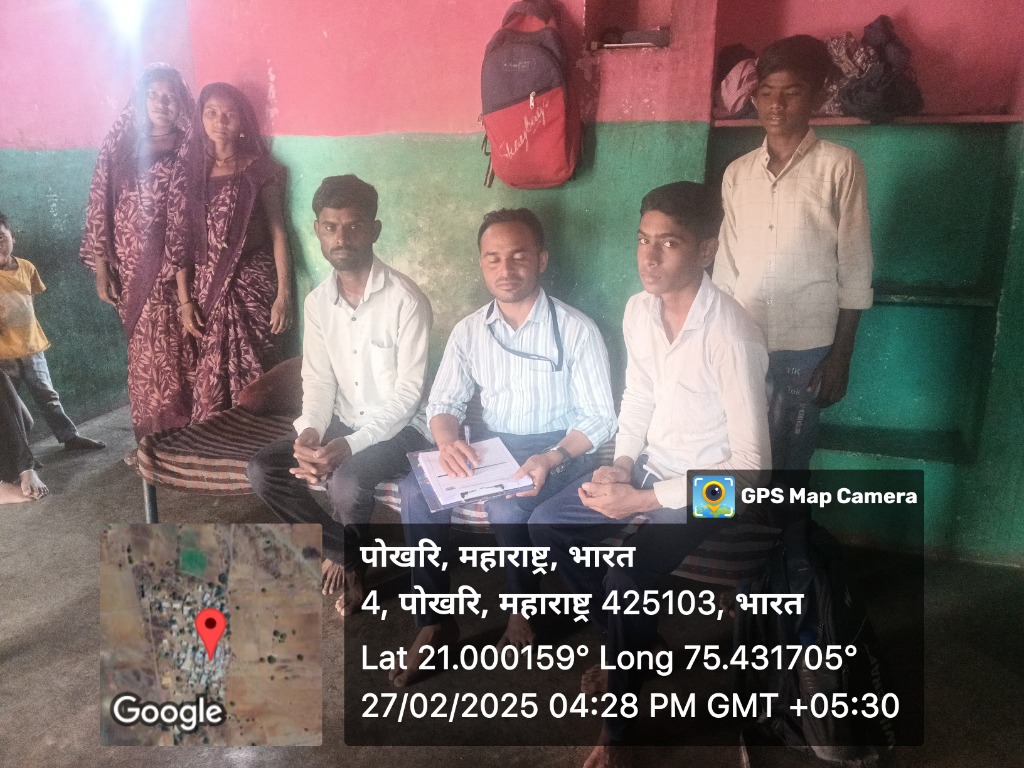 GPS Map Camera
पोखरि, महाराष्ट्र, भारत
4, पोखरि, महाराष्ट्र 425103, भारत
Lat 21.000159° Long 75.431705°
27/02/2025 04:28 PM GMT +05:30
Google